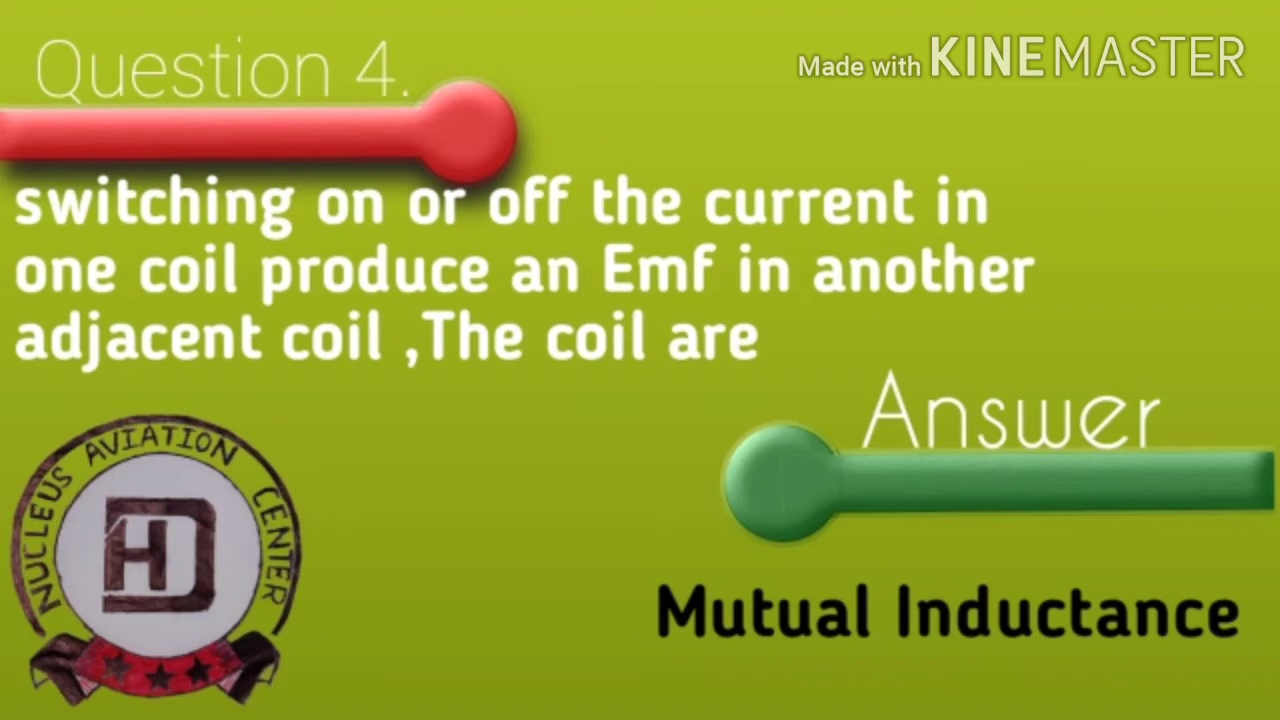 Question 4.
Made with KINEMASTER
switching on or off the current in
one coil produce an Emf in another
adjacent coil ,The coil are
Answer
NUCLEUS AVIATION CENTER
HD
Mutual Inductance